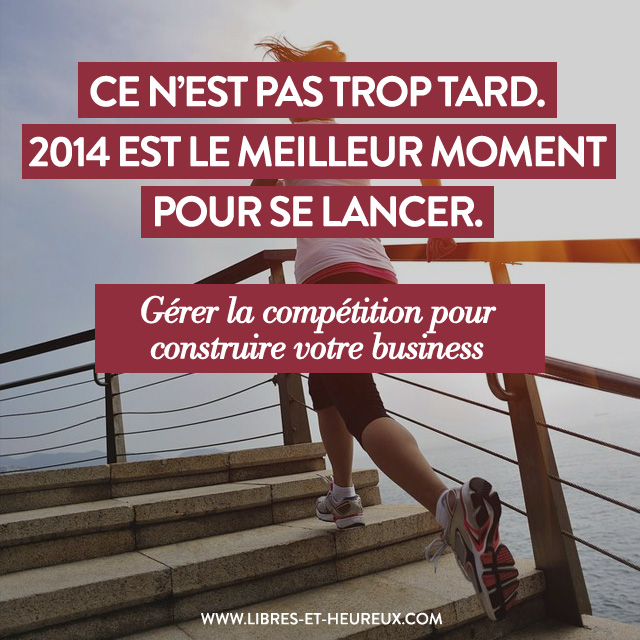 CE N’EST PAS TROP TARD.
2014 EST LE MEILLEUR MOMENT
POUR SE LANCER.
Gérer la compétition pour
construire votre business
WWW.LIBRES-ET-HEUREUX.COM